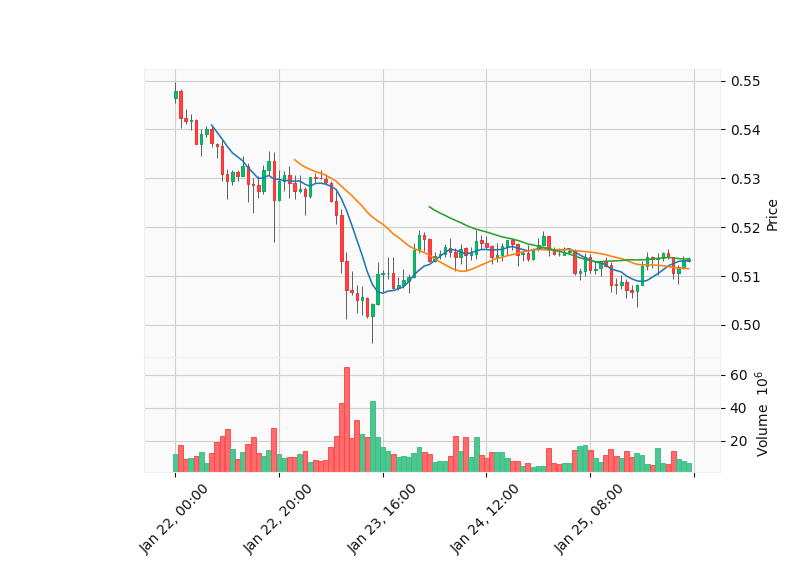 0.55
0.54
0.53
0.52
0.51
0.50
Price
60
40
20
Volume 10^6
Jan 22, 00:00
Jan 22, 20:00
Jan 23, 16:00
Jan 24, 12:00
Jan 25, 08:00